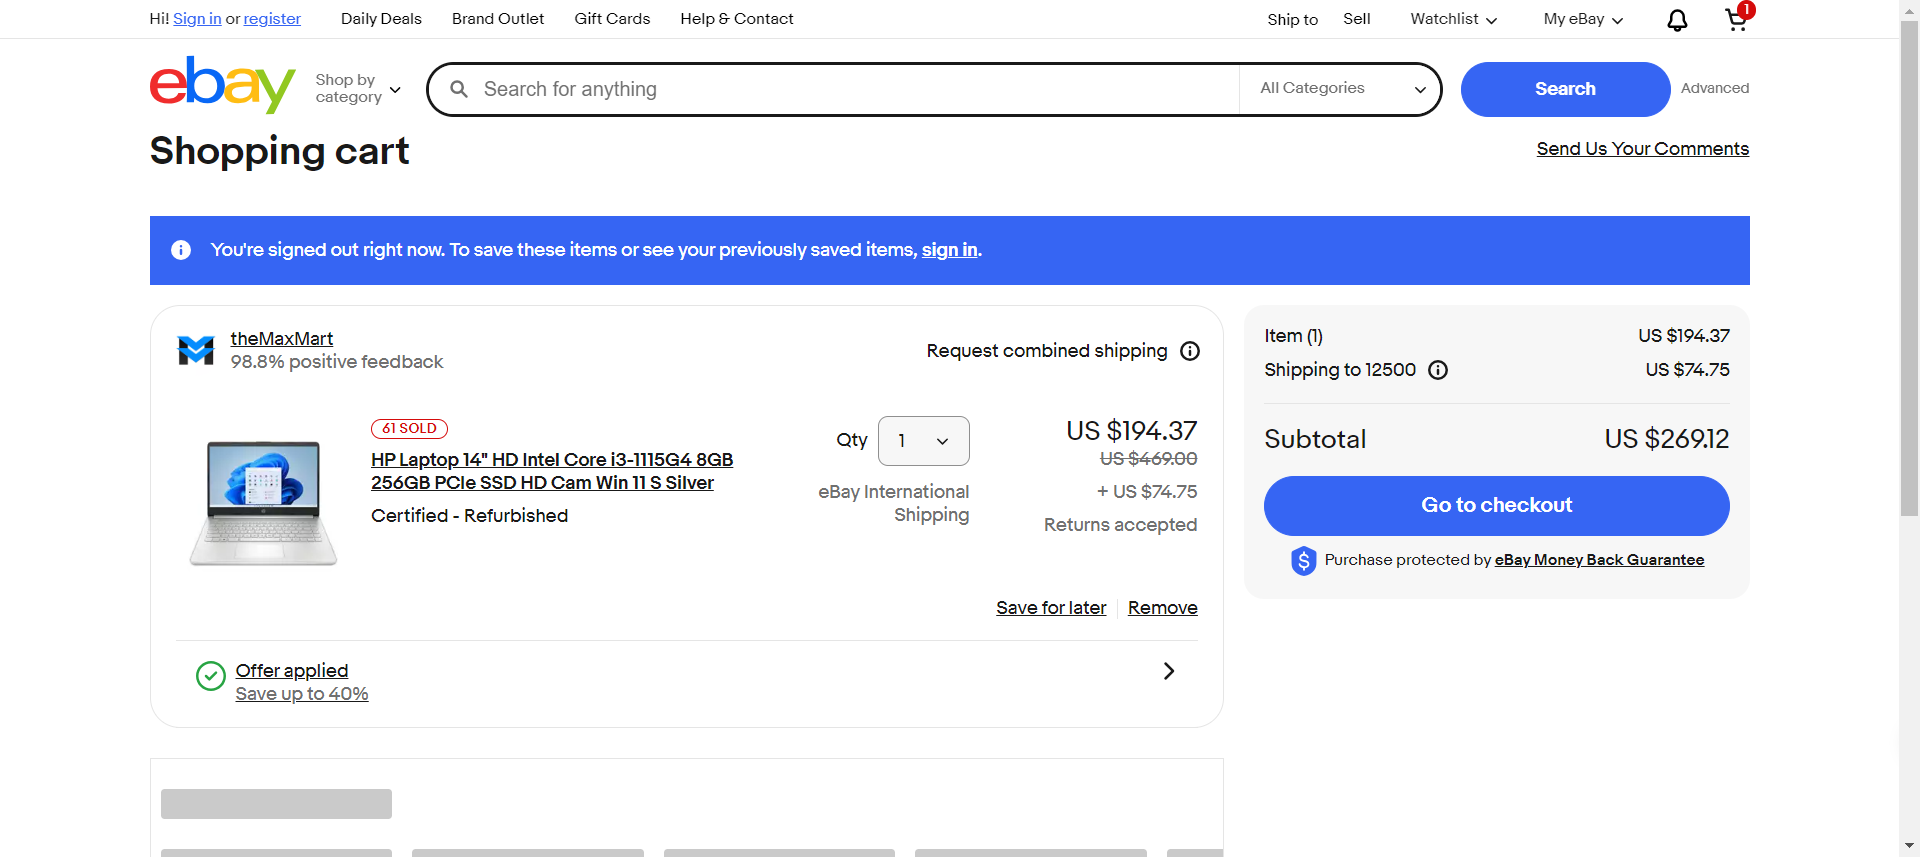 Hi! Sign in or register
Daily Deals
Brand Outlet
Gift Cards
Help & Contact
Ship to
Sell
Watchlist
My eBay
1
ebay
Shop by
category
Search for anything
All Categories
Search
Advanced
Shopping cart
Send Us Your Comments
You're signed out right now. To save these items or see your previously saved items, sign in.
theMaxMart
98.8% positive feedback
Request combined shipping
61 SOLD
HP Laptop 14" HD Intel Core i3-1115G4 8GB
256GB PCIe SSD HD Cam Win 11 S Silver
Certified - Refurbished
Qty
1
eBay International
Shipping
US $194.37
US $469.00
+ US $74.75
Returns accepted
Save for later
Remove
Offer applied
Save up to 40%
Item (1)
US $194.37
Shipping to 12500
US $74.75
Subtotal
US $269.12
Go to checkout
Purchase protected by eBay Money Back Guarantee